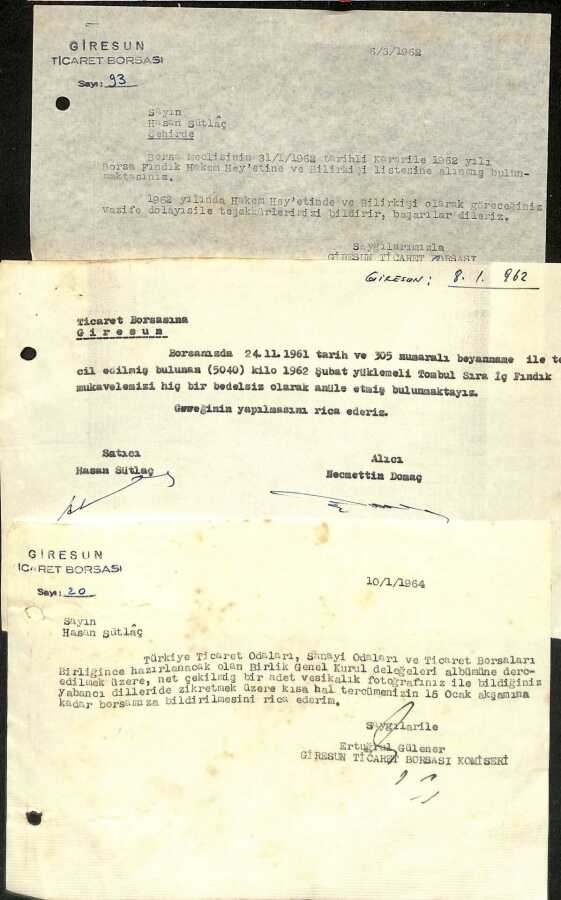 GİRESUN
TİCARET BORSASI
Sayı: 93
6/3/1962
Sayın
Hasan Sütlâç
Şehirde
Borsa Meclisinin 31/1/1962 tarihli Kararile 1962 yılı
Borsa Fındık Hakem Hey'etine ve Bilirkişi listesine alınmış bulun-
maktasınız.
1962 yılında Hakem Hey'etinde ve Bilirkişi olarak göreceğiniz
vazife dolayısile teşekkürlerimizi bildirir, başarılar dileriz.
Saygılarımızla
GİRESUN TİCARET BORSASI
GİRESUN: 8. 1. 962
Ticaret Borsasına
Giresun
Borsanızda 24.11.1961 tarih ve 305 numaralı beyanname ile te
cil edilmiş bulunan (5040) kilo 1962 Şubat yüklemeli Tombul Sıra İç Fındık
mukavelemizi hiç bir bedelsiz olarak anüle etmiş bulunmaktayız.
Gereğinin yapılmasını rica ederiz.
Satıcı
Hasan Sütlaç
Alıcı
Necmettin Domaç
GİRESUN
İCARET BORSASI
Sayı: 20
10/1/1964
Sayın
Hasan Şütlâç
Türkiye Ticaret Odaları, Sanayi Odaları ve Ticaret Borsaları
Birliğince hazırlanacak olan Birlik Genel Kurul deloğeleri albümüne derc-
edilmek üzere, net çekilmiş bir adet vesikalık fotoğrafınız ile bildiğiniz
yabancı dilleride zikretmek üzere kısa hal tercümenizin 15 Ocak akşamına
kadar borsamıza bildirilmesini rica ederim.
Saygılarile
Ertuğrul Gülener
GİRESUN TİCARET BORSASI KOMİSERİ